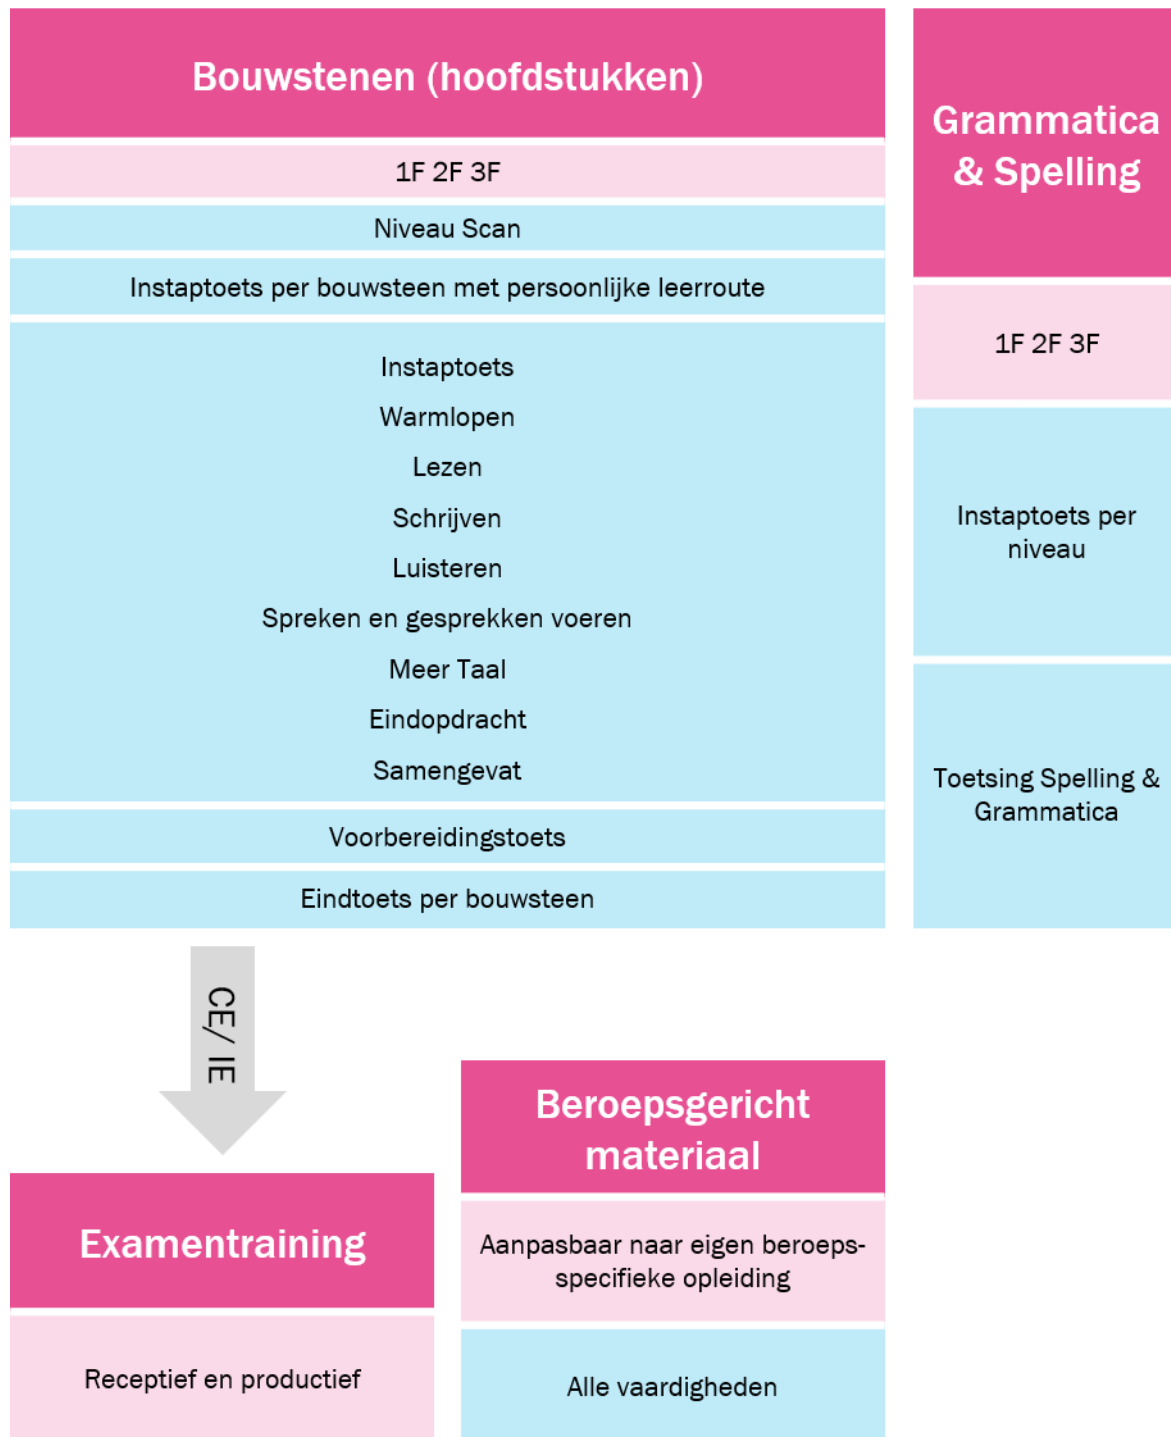 Bouwstenen (hoofdstukken)
1F 2F 3F
Niveau Scan
Instaptoets per bouwsteen met persoonlijke leerroute
Instaptoets
Warmlopen
Lezen
Schrijven
Luisteren
Spreken en gesprekken voeren
Meer Taal
Eindopdracht
Samengevat
Voorbereidingstoets
Eindtoets per bouwsteen
Grammatica
& Spelling
1F 2F 3F
Instaptoets per
niveau
Toetsing Spelling &
Grammatica
CE/ IE
Examentraining
Receptief en productief
Beroepsgericht
materiaal
Aanpasbaar naar eigen beroeps-
specifieke opleiding
Alle vaardigheden